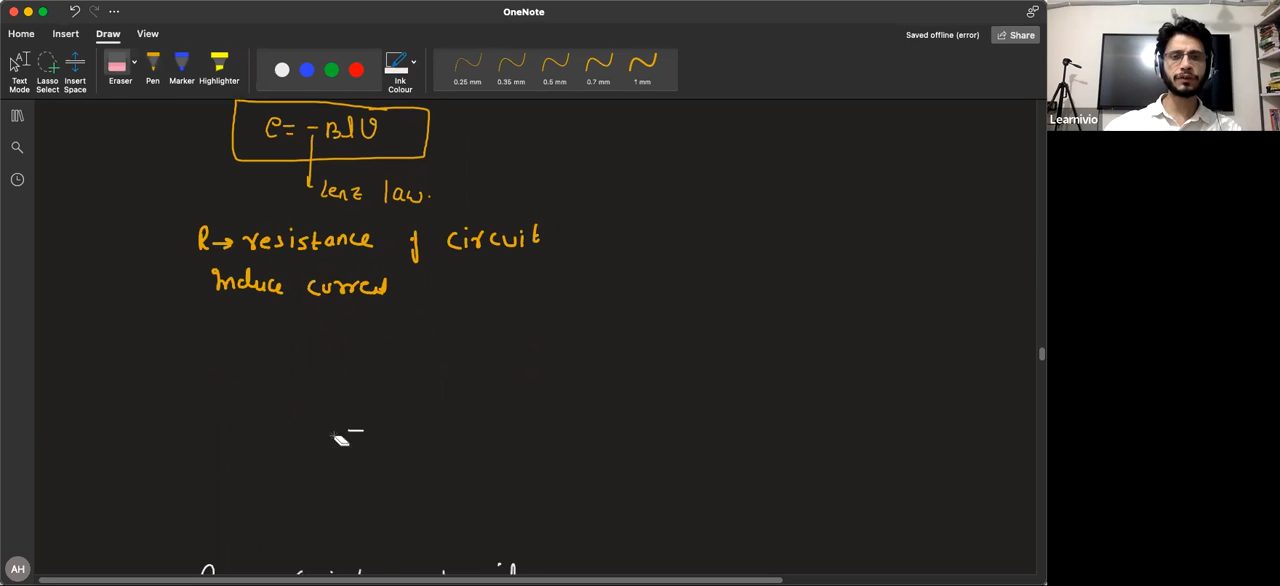 OneNote
Home Insert Draw View
Saved offline (error) Share
Text Mode Lasso Select Insert Space Eraser Pen Marker Highlighter Ink Colour 0.25 mm 0.35 mm 0.5 mm 0.7 mm 1 mm
Learnivio
e = -BlV
Lenz law.
R → resistance of circuit
Induce current
AH